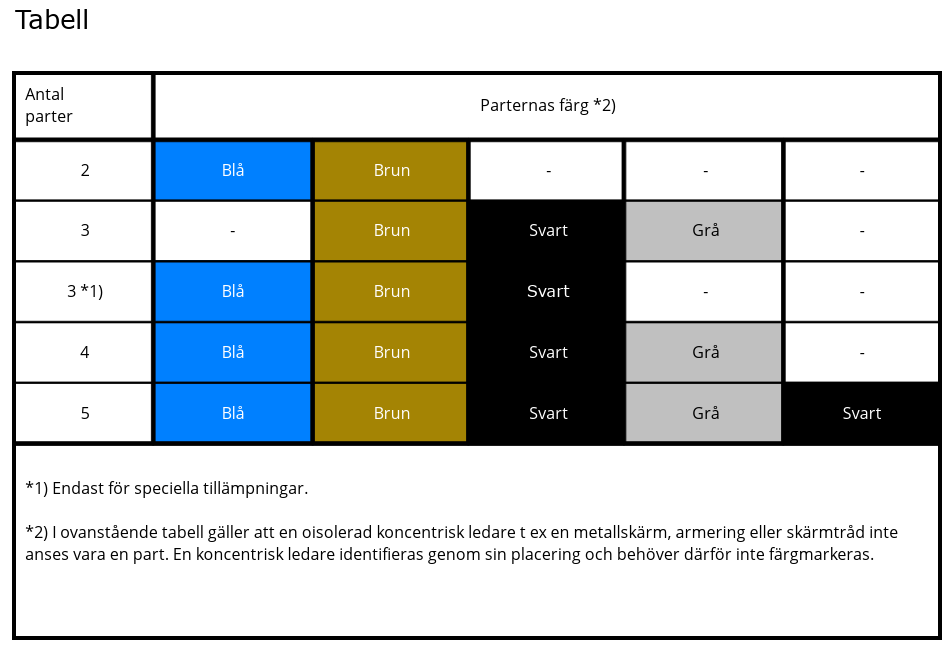 Tabell
Antal
parter
Parternas färg *2)
2 Blå Brun - - -
3 - Brun Svart Grå -
3 *1) Blå Brun Svart - -
4 Blå Brun Svart Grå -
5 Blå Brun Svart Grå Svart
*1) Endast för speciella tillämpningar.
*2) I ovanstående tabell gäller att en oisolerad koncentrisk ledare t ex en metallskärm, armering eller skärmtråd inte
anses vara en part. En koncentrisk ledare identifieras genom sin placering och behöver därför inte färgmarkeras.